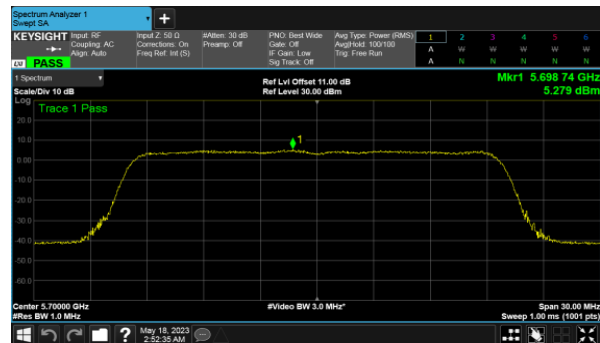 Spectrum Analyzer 1
Swept SA
KEYSIGHT
Input: RF
Coupling: AC
Align: Auto
Input Z: 50 Ω
Corrections: On
Freq Ref: Int (S)
#Atten: 30 dB
Preamp: Off
PNO: Best Wide
Gate: Off
IF Gain: Low
Sig Track: Off
Avg Type: Power (RMS)
Avg|Hold: 100/100
Trig: Free Run
1 2 3 4 5 6
A W W W W W
A N N N N N
LXI PASS
1 Spectrum
Scale/Div 10 dB
Ref Lvl Offset 11.00 dB
Ref Level 30.00 dBm
Mkr1 5.698 74 GHz
5.279 dBm
Log
Trace 1 Pass
20.0
10.0
0.00
-10.0
-20.0
-30.0
-40.0
-50.0
-60.0
1
Center 5.70000 GHz
#Res BW 1.0 MHz
#Video BW 3.0 MHz*
Span 30.00 MHz
Sweep 1.00 ms (1001 pts)
?
May 18, 2023
2:52:35 AM